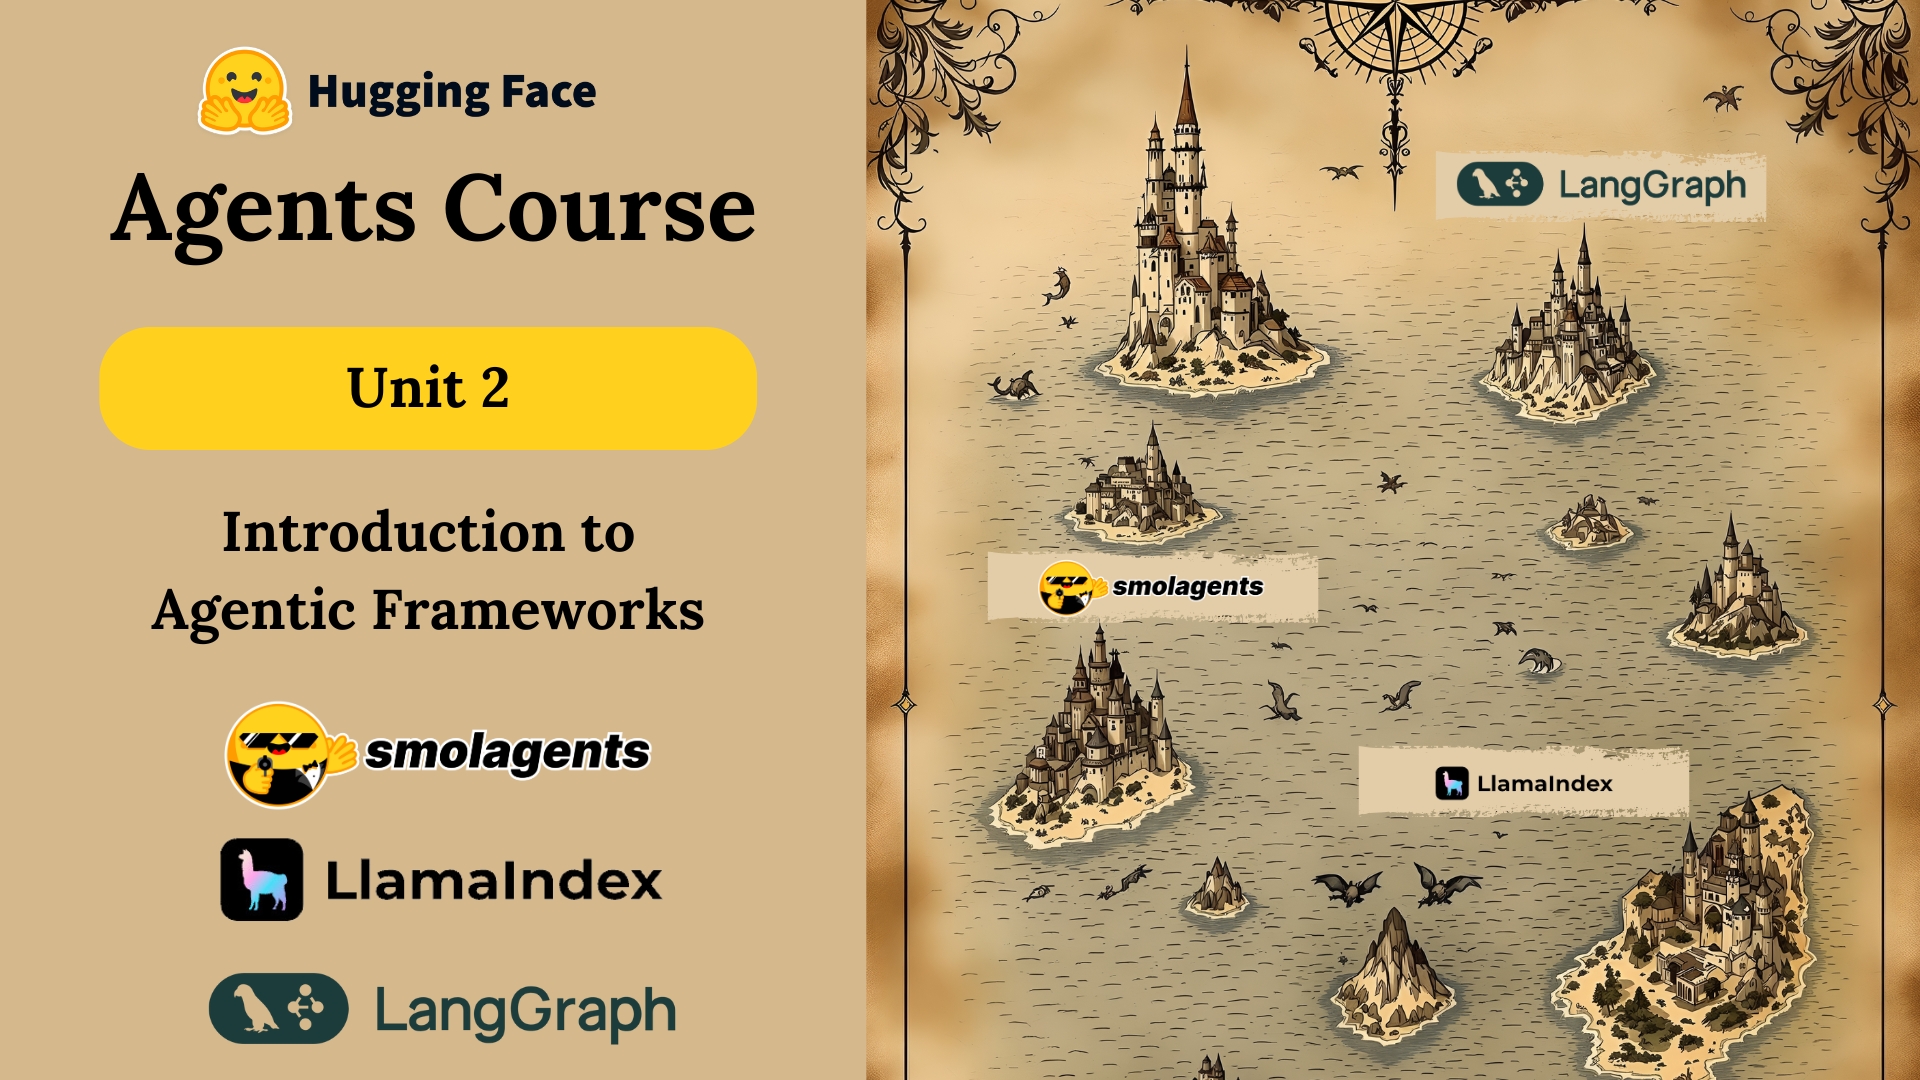 Hugging Face
Agents Course
Unit 2
Introduction to
Agentic Frameworks
smolagents
LlamaIndex
LangGraph
LangGraph
smolagents
LlamaIndex